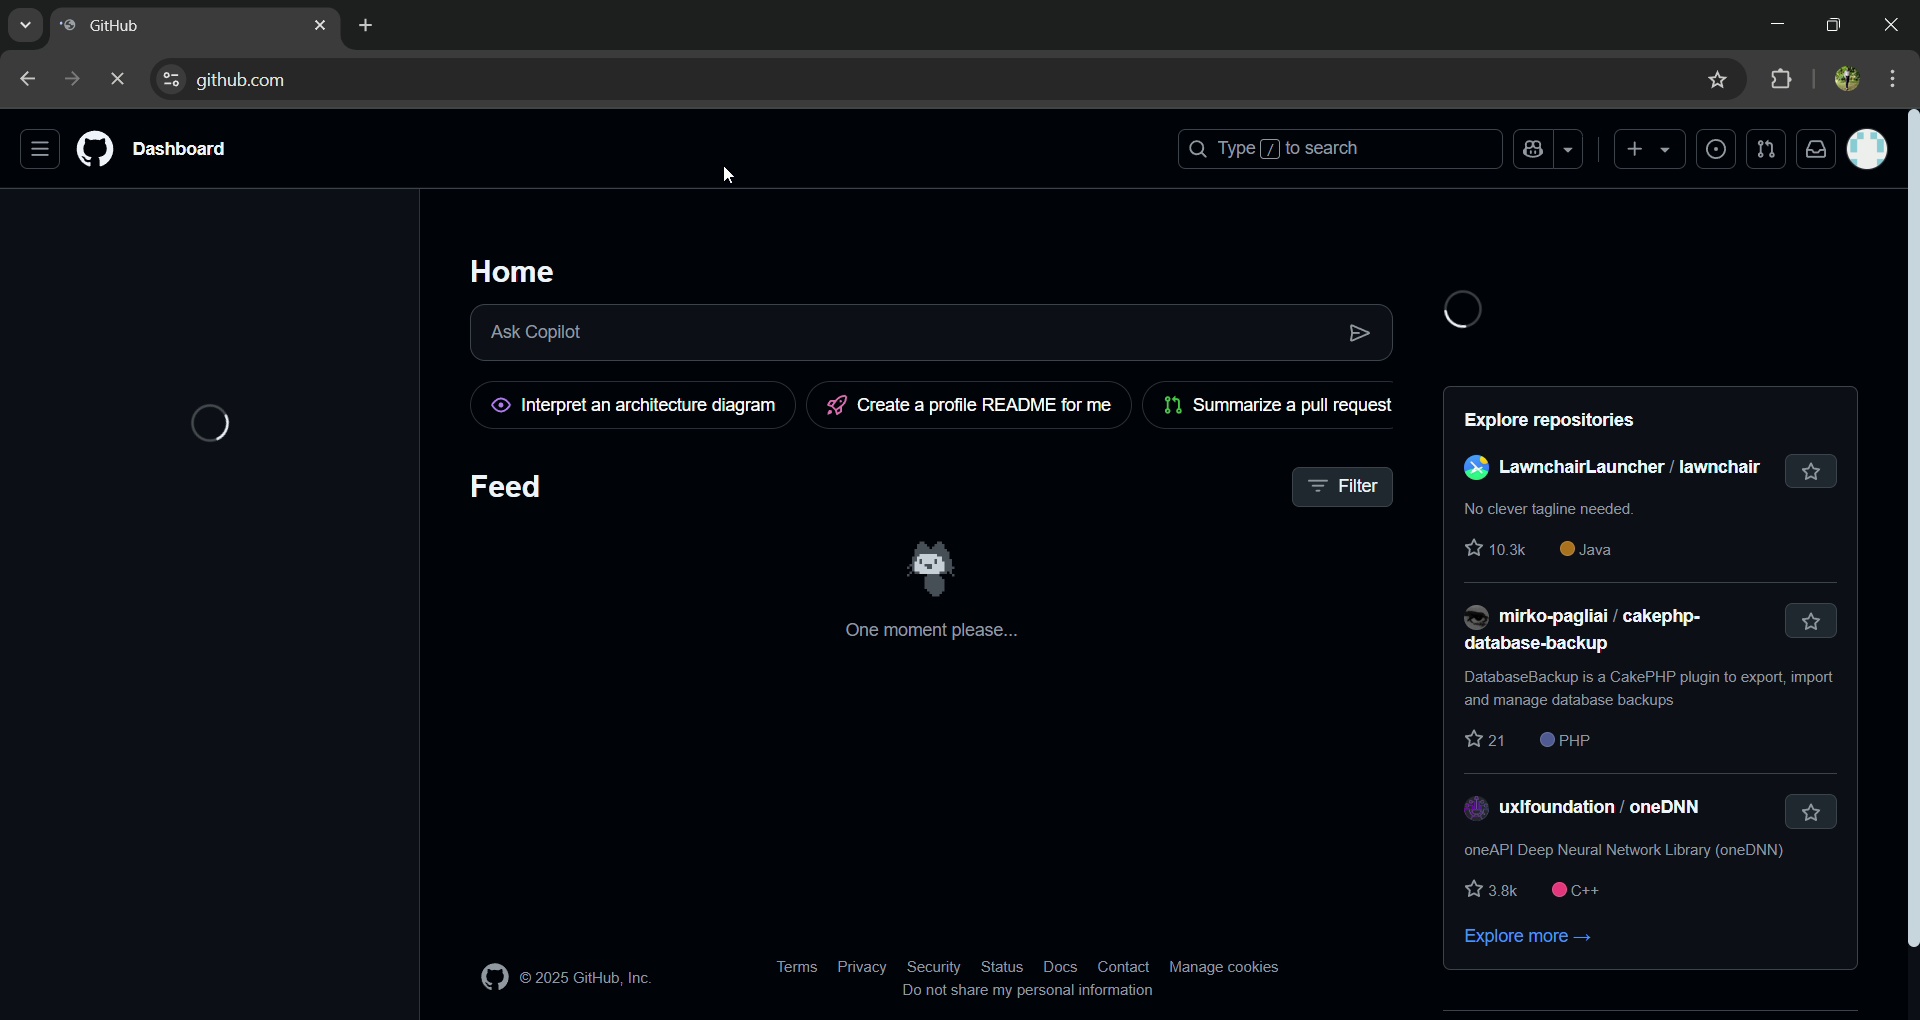 GitHub
github.com
Dashboard
Type / to search
Home
Ask Copilot
Interpret an architecture diagram
Create a profile README for me
Summarize a pull request
Feed
Filter
One moment please...
Explore repositories
LawnchairLauncher / lawnchair
No clever tagline needed.
10.3k
Java
mirko-pagliai / cakephp-
database-backup
DatabaseBackup is a CakePHP plugin to export, import
and manage database backups
21
PHP
uxlfoundation / oneDNN
oneAPI Deep Neural Network Library (oneDNN)
3.8k
C++
Explore more →
© 2025 GitHub, Inc.
Terms Privacy Security Status Docs Contact Manage cookies
Do not share my personal information